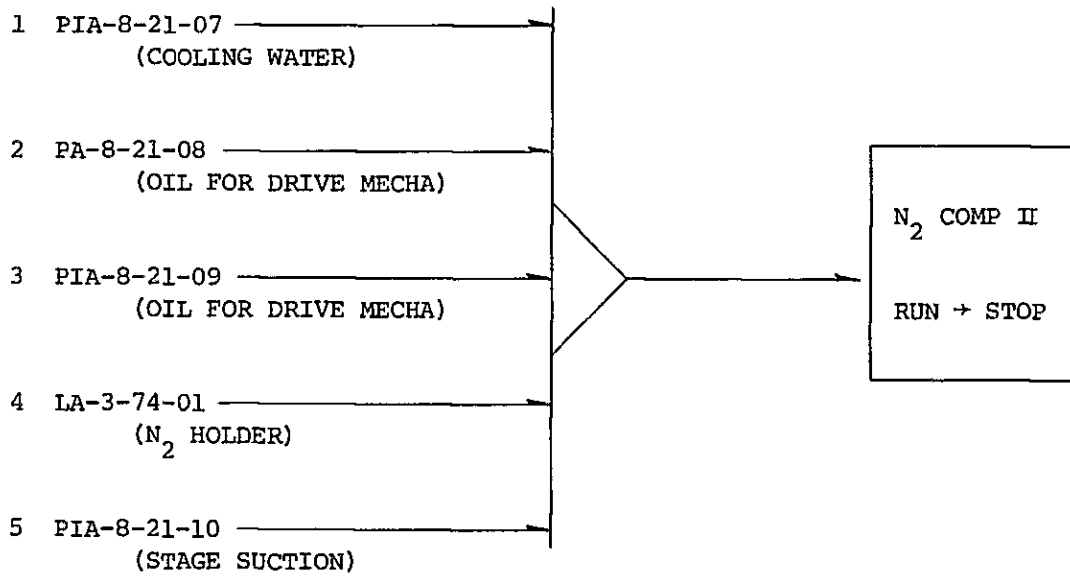 1 PIA-8-21-07
(COOLING WATER)
2 PA-8-21-08
(OIL FOR DRIVE MECHA)
N₂ COMP II
3 PIA-8-21-09
(OIL FOR DRIVE MECHA)
RUN → STOP
4 LA-3-74-01
(N₂ HOLDER)
5 PIA-8-21-10
(STAGE SUCTION)